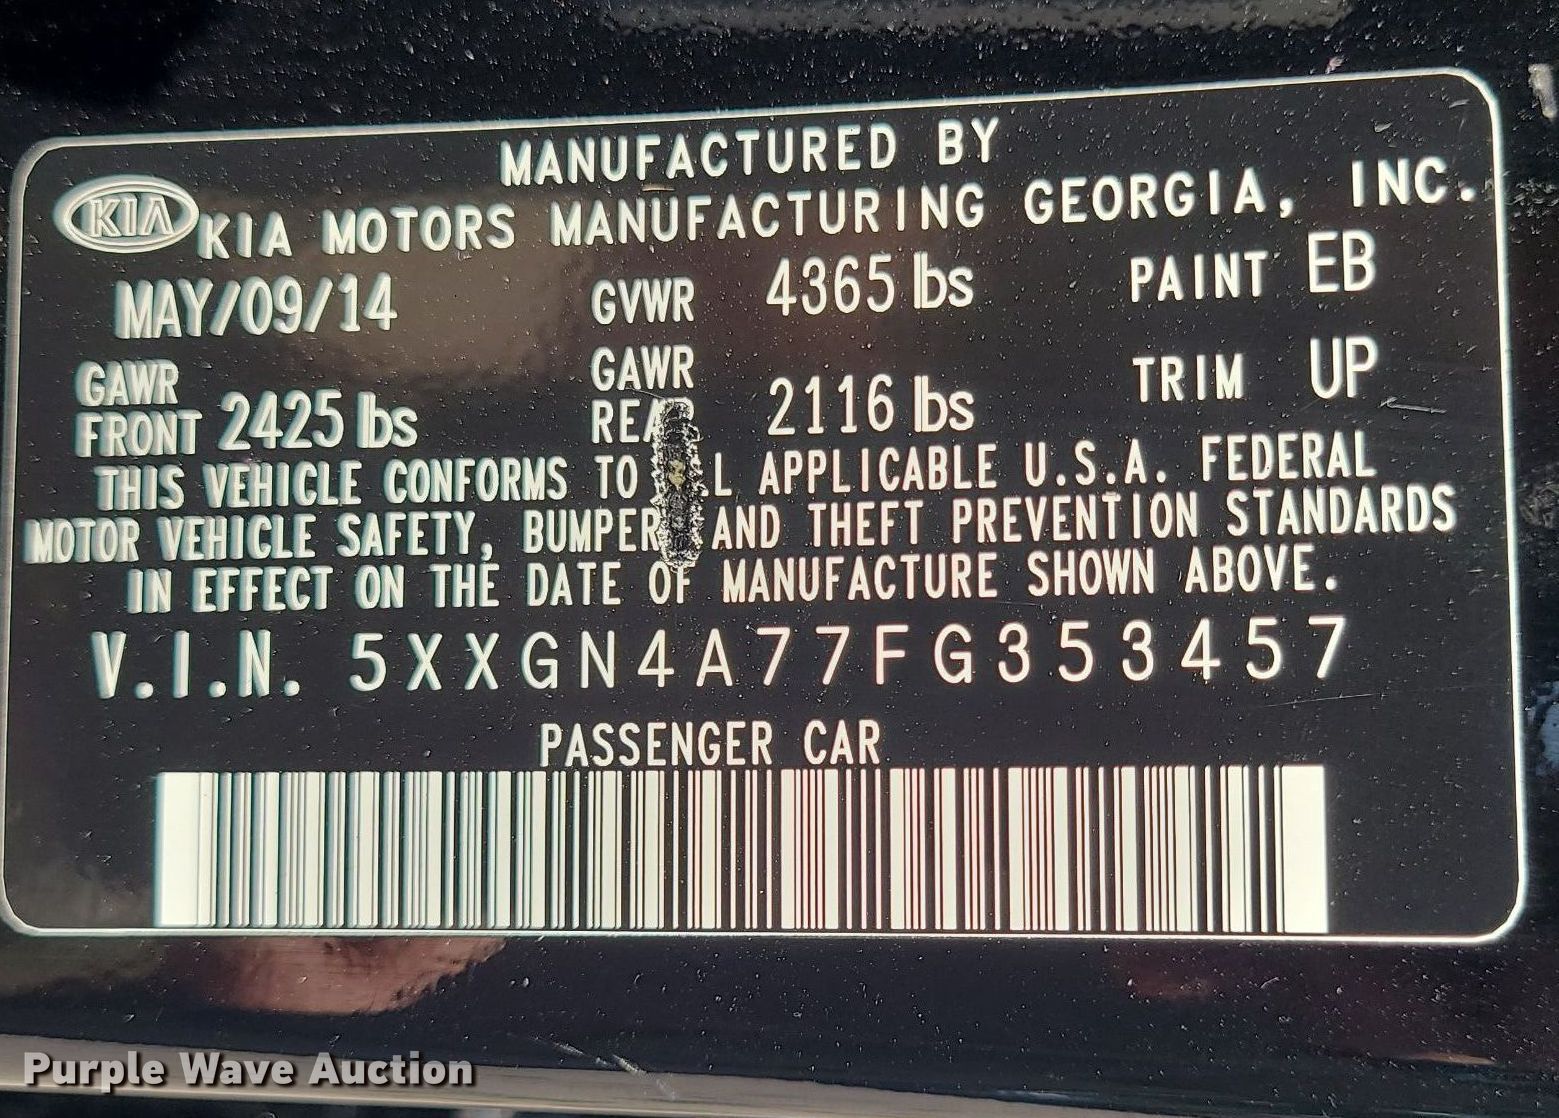 MANUFACTURED BY
KIA KIA MOTORS MANUFACTURING GEORGIA, INC.
MAY/09/14 GVWR 4365 lbs PAINT EB
GAWR FRONT 2425 lbs GAWR REAR 2116 lbs TRIM UP
THIS VEHICLE CONFORMS TO L APPLICABLE U.S.A. FEDERAL
MOTOR VEHICLE SAFETY, BUMPER AND THEFT PREVENTION STANDARDS
IN EFFECT ON THE DATE OF MANUFACTURE SHOWN ABOVE.
V.I.N. 5XXGN4A77FG353457
PASSENGER CAR
Purple Wave Auction